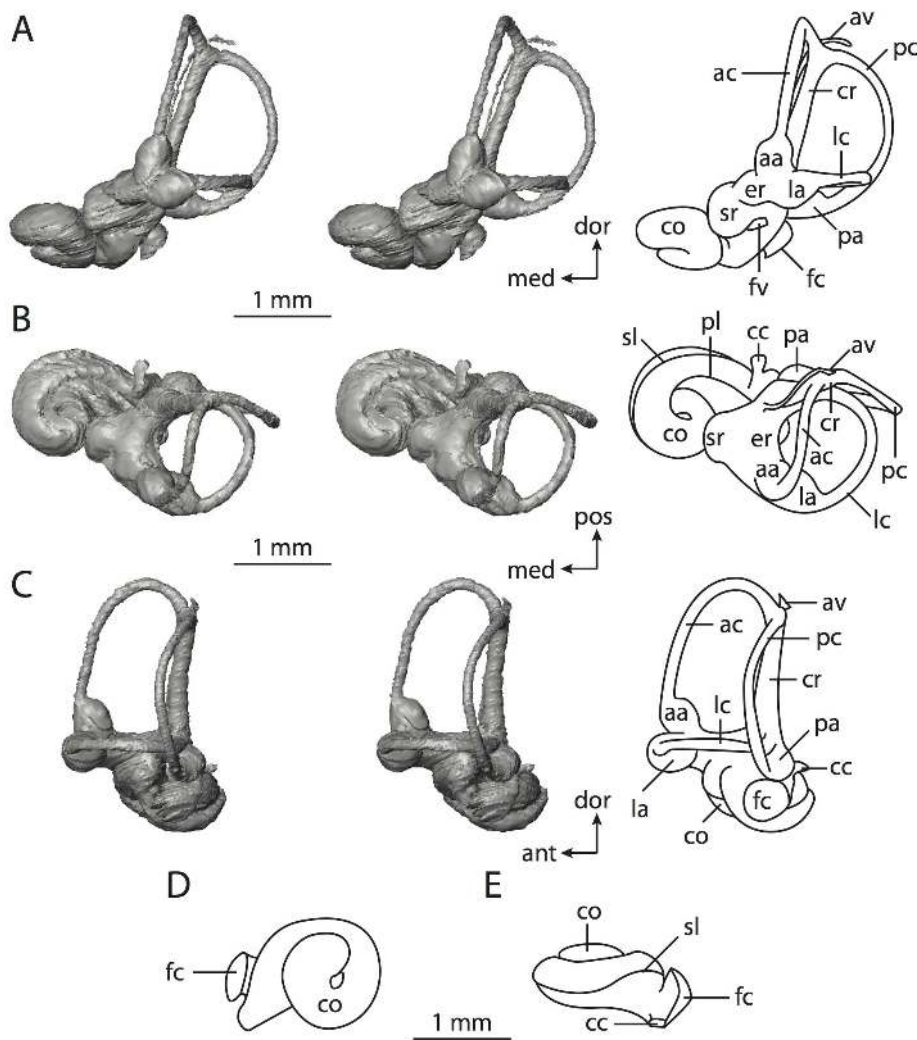 A
av
pc
ac
cr
lc
aa
er
la
sr
co
pa
fv
fc
dor
med
1 mm
B
sl
pl
cc
pa
av
co
sr
er
cr
aa
ac
pc
la
lc
pos
med
1 mm
C
av
ac
pc
cr
aa
lc
pa
cc
la
fc
co
dor
ant
D
E
co
sl
fc
co
fc
cc
1 mm